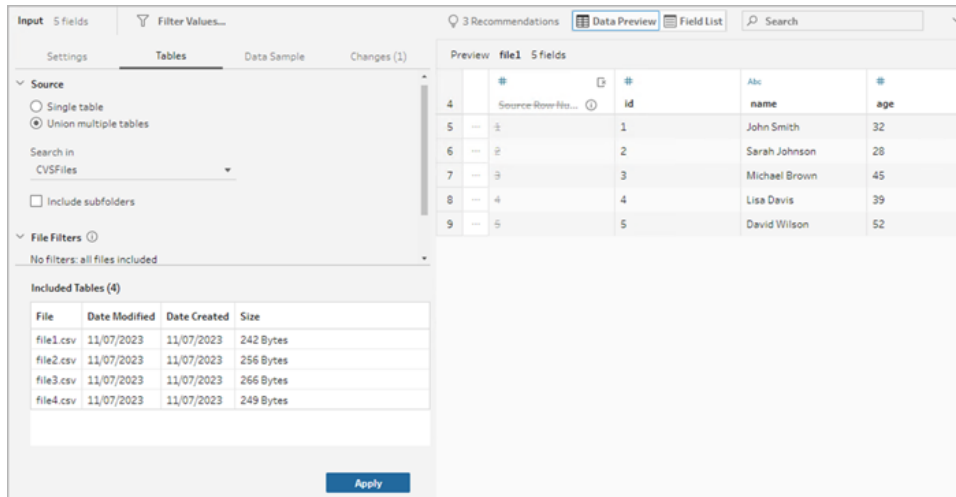 Input 5 fields Filter Values...
3 Recommendations Data Preview Field List Search
Settings Tables Data Sample Changes (1)
Source
Single table
Union multiple tables
Search in
CVSFiles
Include subfolders
File Filters
No filters: all files included
Included Tables (4)
File Date Modified Date Created Size
file1.csv 11/07/2023 11/07/2023 242 Bytes
file2.csv 11/07/2023 11/07/2023 256 Bytes
file3.csv 11/07/2023 11/07/2023 266 Bytes
file4.csv 11/07/2023 11/07/2023 249 Bytes
Apply
Preview file1 5 fields
# # Abc #
4 Source Row Nu... id name age
5 ... 1 1 John Smith 32
6 ... 2 2 Sarah Johnson 28
7 ... 3 3 Michael Brown 45
8 ... 4 4 Lisa Davis 39
9 ... 5 5 David Wilson 52